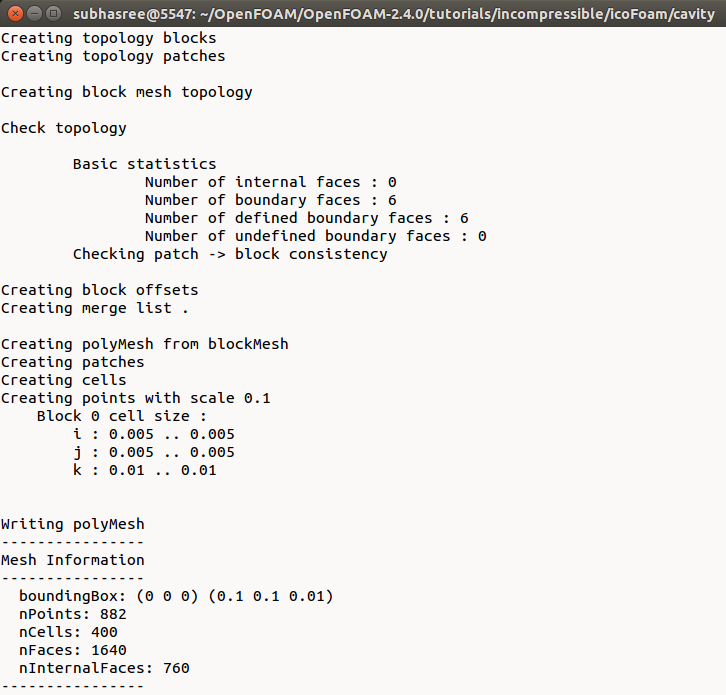 subhasree@5547: ~/OpenFOAM/OpenFOAM-2.4.0/tutorials/incompressible/icoFoam/cavity
Creating topology blocks
Creating topology patches
Creating block mesh topology
Check topology
Basic statistics
Number of internal faces : 0
Number of boundary faces : 6
Number of defined boundary faces : 6
Number of undefined boundary faces : 0
Checking patch -> block consistency
Creating block offsets
Creating merge list .
Creating polyMesh from blockMesh
Creating patches
Creating cells
Creating points with scale 0.1
Block 0 cell size :
i : 0.005 .. 0.005
j : 0.005 .. 0.005
k : 0.01 .. 0.01
Writing polyMesh
----------------
Mesh Information
----------------
boundingBox: (0 0 0) (0.1 0.1 0.01)
nPoints: 882
nCells: 400
nFaces: 1640
nInternalFaces: 760
----------------